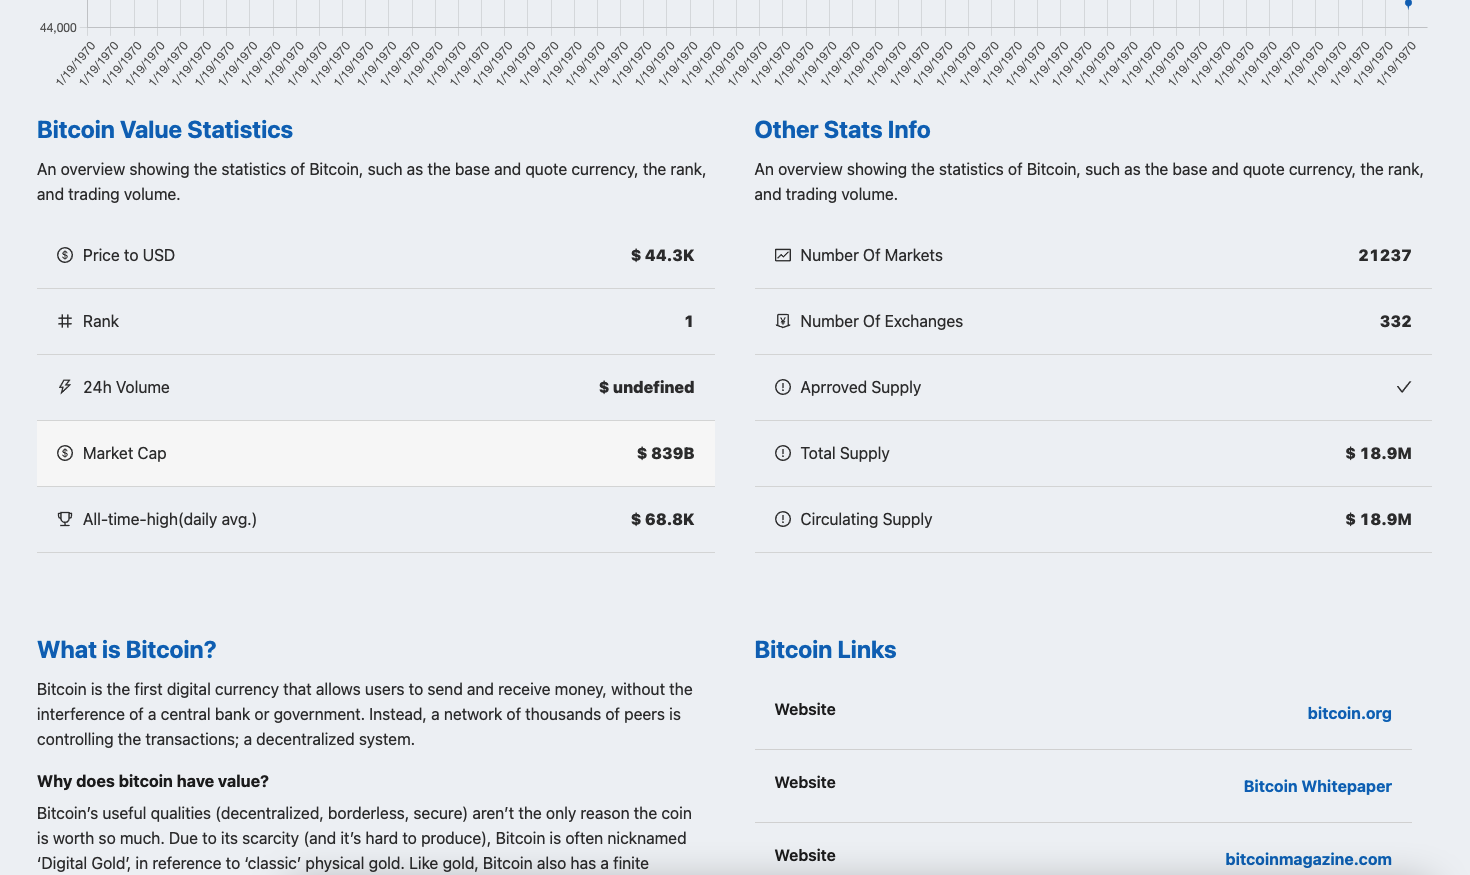 44,000
1/19/1970 1/19/1970 1/19/1970 1/19/1970 1/19/1970 1/19/1970 1/19/1970 1/19/1970 1/19/1970 1/19/1970 1/19/1970 1/19/1970 1/19/1970 1/19/1970 1/19/1970 1/19/1970 1/19/1970 1/19/1970 1/19/1970 1/19/1970 1/19/1970 1/19/1970 1/19/1970 1/19/1970 1/19/1970 1/19/1970 1/19/1970 1/19/1970 1/19/1970 1/19/1970 1/19/1970 1/19/1970 1/19/1970 1/19/1970 1/19/1970 1/19/1970 1/19/1970 1/19/1970 1/19/1970 1/19/1970 1/19/1970 1/19/1970 1/19/1970 1/19/1970 1/19/1970 1/19/1970 1/19/1970 1/19/1970 1/19/1970 1/19/1970 1/19/1970 1/19/1970 1/19/1970 1/19/1970 1/19/1970 1/19/1970 1/19/1970 1/19/1970
Bitcoin Value Statistics
An overview showing the statistics of Bitcoin, such as the base and quote currency, the rank,
and trading volume.
Price to USD $ 44.3K
Rank 1
24h Volume $ undefined
Market Cap $ 839B
All-time-high(daily avg.) $ 68.8K
Other Stats Info
An overview showing the statistics of Bitcoin, such as the base and quote currency, the rank,
and trading volume.
Number Of Markets 21237
Number Of Exchanges 332
Aprroved Supply
Total Supply $ 18.9M
Circulating Supply $ 18.9M
What is Bitcoin?
Bitcoin is the first digital currency that allows users to send and receive money, without the
interference of a central bank or government. Instead, a network of thousands of peers is
controlling the transactions; a decentralized system.
Why does bitcoin have value?
Bitcoin’s useful qualities (decentralized, borderless, secure) aren’t the only reason the coin
is worth so much. Due to its scarcity (and it’s hard to produce), Bitcoin is often nicknamed
‘Digital Gold’, in reference to ‘classic’ physical gold. Like gold, Bitcoin also has a finite
Bitcoin Links
Website bitcoin.org
Website Bitcoin Whitepaper
Website bitcoinmagazine.com